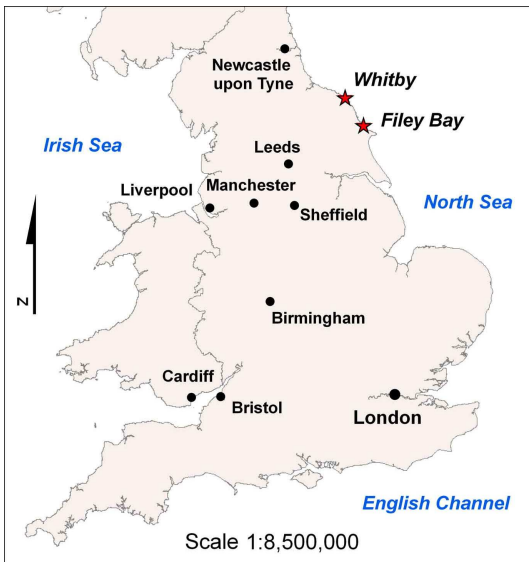 Newcastle
upon Tyne
Whitby
Filey Bay
Irish Sea
Leeds
Liverpool
Manchester
Sheffield
North Sea
N
Birmingham
Cardiff
Bristol
London
English Channel
Scale 1:8,500,000